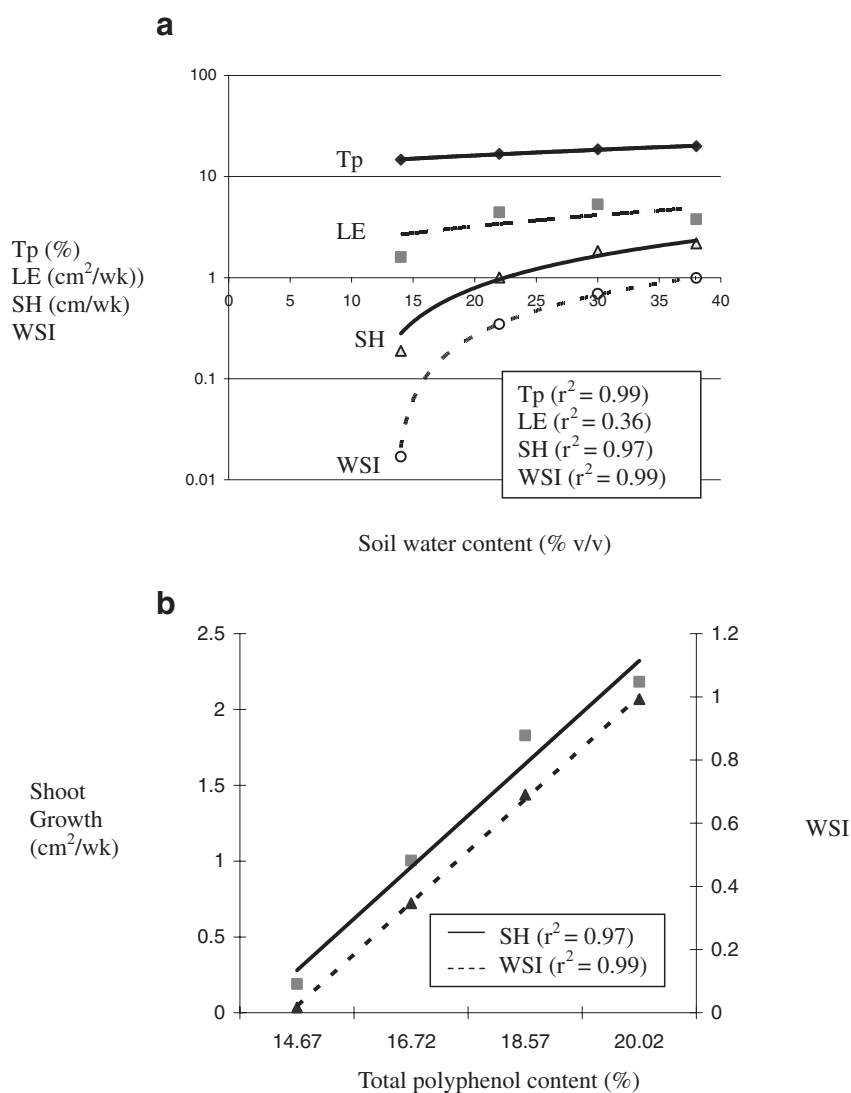 a
100
Tp
10
LE
Tp (%)
LE (cm²/wk))
SH (cm/wk)
WSI
1
0 5 10 15 20 25 30 35 40
SH
0.1
Tp (r² = 0.99)
LE (r² = 0.36)
SH (r² = 0.97)
WSI (r² = 0.99)
WSI
0.01
Soil water content (% v/v)
b
2.5
2
1.5
1
0.5
0
Shoot
Growth
(cm²/wk)
1.2
1
0.8
0.6
0.4
0.2
0
WSI
SH (r² = 0.97)
WSI (r² = 0.99)
14.67 16.72 18.57 20.02
Total polyphenol content (%)